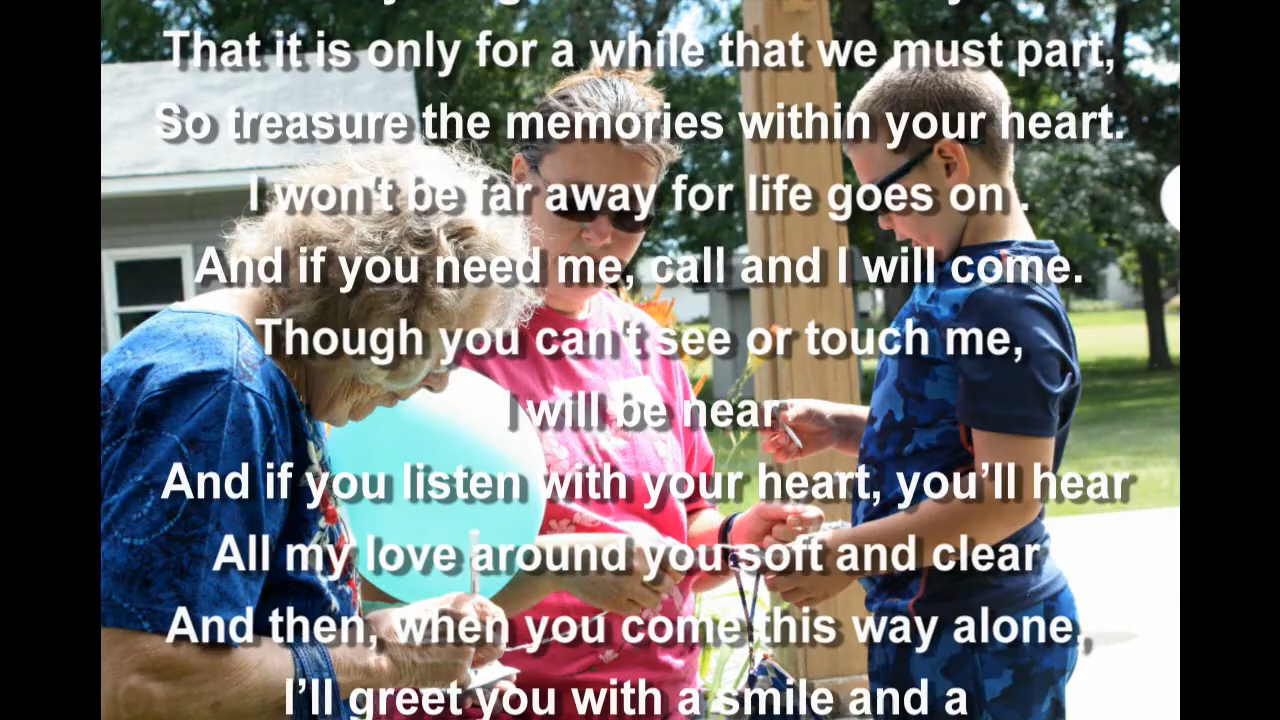 That it is only for a while that we must part,
So treasure the memories within your heart.
I won't be far away for life goes on .
And if you need me, call and I will come.
Though you can't see or touch me,
I will be near
And if you listen with your heart, you’ll hear
All my love around you soft and clear
And then, when you come this way alone,
I’ll greet you with a smile and a